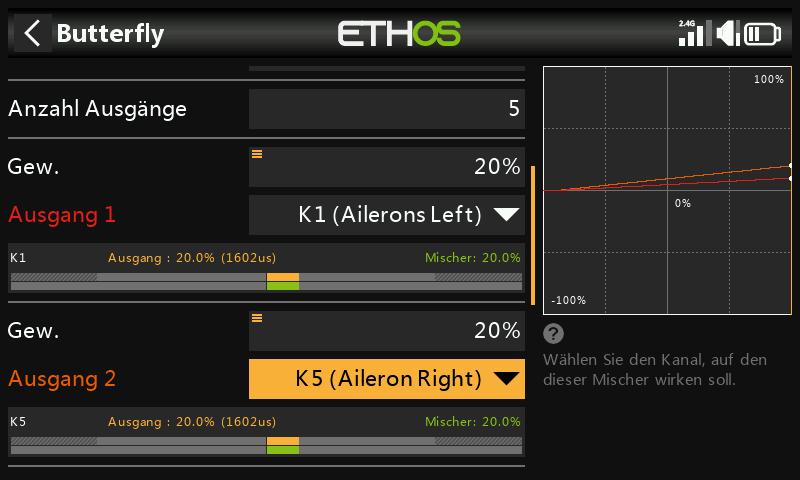 Butterfly
ETHOS
2.4G
Anzahl Ausgänge 5
Gew. 20%
Ausgang 1 K1 (Ailerons Left)
K1 Ausgang : 20.0% (1602us) Mischer: 20.0%
Gew. 20%
Ausgang 2 K5 (Aileron Right)
K5 Ausgang : 20.0% (1602us) Mischer: 20.0%
100%
0%
-100%
?
Wählen Sie den Kanal, auf den
dieser Mischer wirken soll.